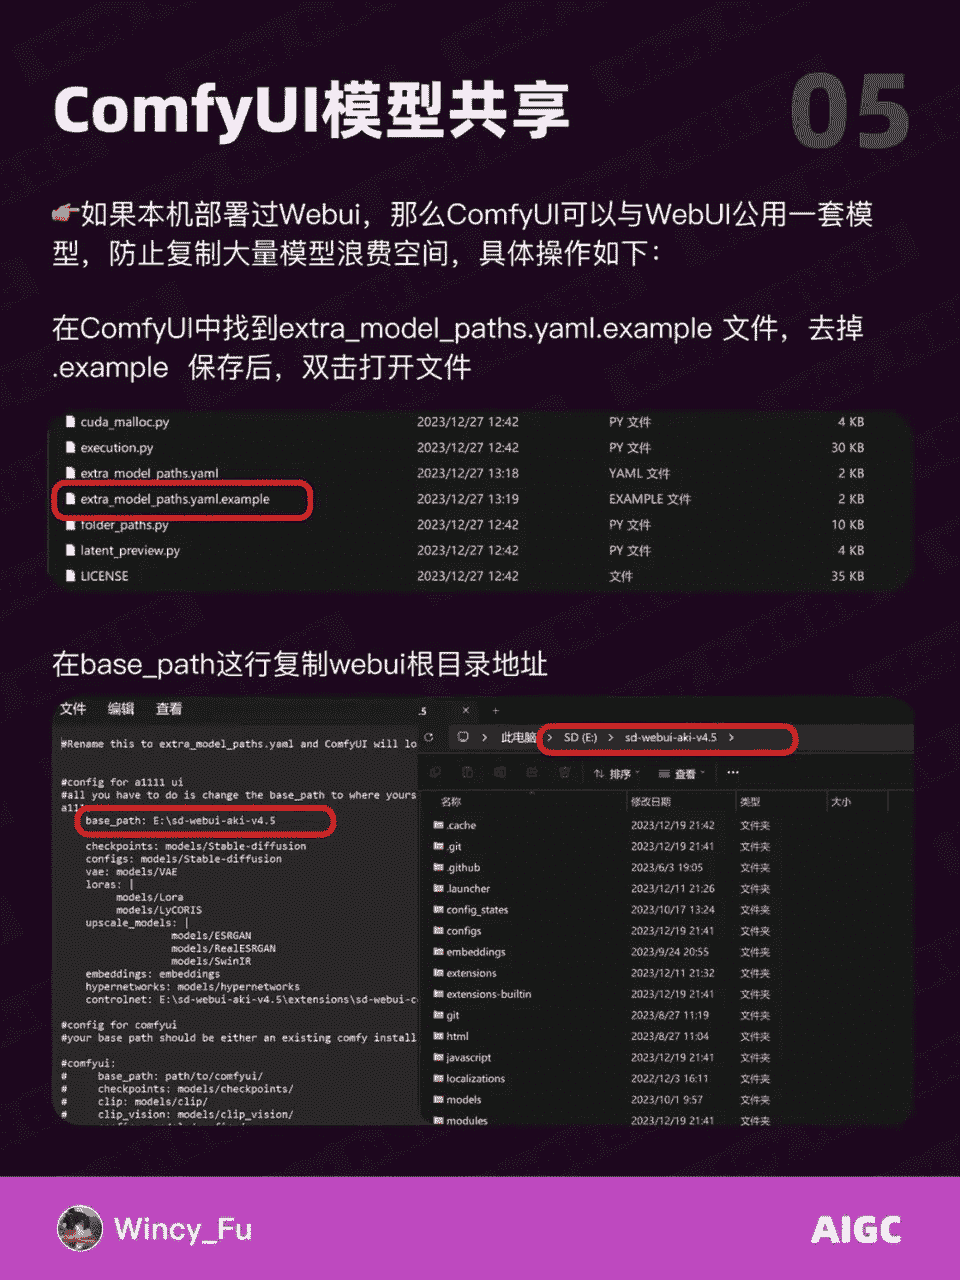 ComfyUI模型共享
05
如果本机部署过Webui，那么ComfyUI可以与WebUI公用一套模
型，防止复制大量模型浪费空间，具体操作如下：
在ComfyUI中找到extra_model_paths.yaml.example 文件，去掉
.example 保存后，双击打开文件
cuda_malloc.py 2023/12/27 12:42 PY 文件 4 KB
execution.py 2023/12/27 12:42 PY 文件 30 KB
extra_model_paths.yaml 2023/12/27 13:18 YAML 文件 2 KB
extra_model_paths.yaml.example 2023/12/27 13:19 EXAMPLE 文件 2 KB
folder_paths.py 2023/12/27 12:42 PY 文件 10 KB
latent_preview.py 2023/12/27 12:42 PY 文件 4 KB
LICENSE 2023/12/27 12:42 文件 35 KB
在base_path这行复制webui根目录地址
文件 编辑 查看
#Rename this to extra_model_paths.yaml and ComfyUI will lo
#config for a1111 ui
#all you have to do is change the base_path to where yours
a11
base_path: E:\sd-webui-aki-v4.5
checkpoints: models/Stable-diffusion
configs: models/Stable-diffusion
vae: models/VAE
loras: |
models/Lora
models/LyCORIS
upscale_models: |
models/ESRGAN
models/RealESRGAN
models/SwinIR
embeddings: embeddings
hypernetworks: models/hypernetworks
controlnet: E:\sd-webui-aki-v4.5\extensions\sd-webui-c
#config for comfyui
#your base path should be either an existing comfy install
#comfyui:
# base_path: path/to/comfyui/
# checkpoints: models/checkpoints/
# clip: models/clip/
# clip_vision: models/clip_vision/
.5 × +
此电脑 > SD (E:) > sd-webui-aki-v4.5 >
排序 查看 ···
名称 修改日期 类型 大小
.cache 2023/12/19 21:42 文件夹
.git 2023/12/19 21:41 文件夹
.github 2023/6/3 19:05 文件夹
.launcher 2023/12/11 21:26 文件夹
config_states 2023/10/17 13:24 文件夹
configs 2023/12/19 21:41 文件夹
embeddings 2023/9/24 20:55 文件夹
extensions 2023/12/11 21:32 文件夹
extensions-builtin 2023/12/19 21:41 文件夹
git 2023/8/27 11:19 文件夹
html 2023/8/27 11:04 文件夹
javascript 2023/12/19 21:41 文件夹
localizations 2022/12/3 16:11 文件夹
models 2023/10/1 9:57 文件夹
modules 2023/12/19 21:41 文件夹
Wincy_Fu
AIGC